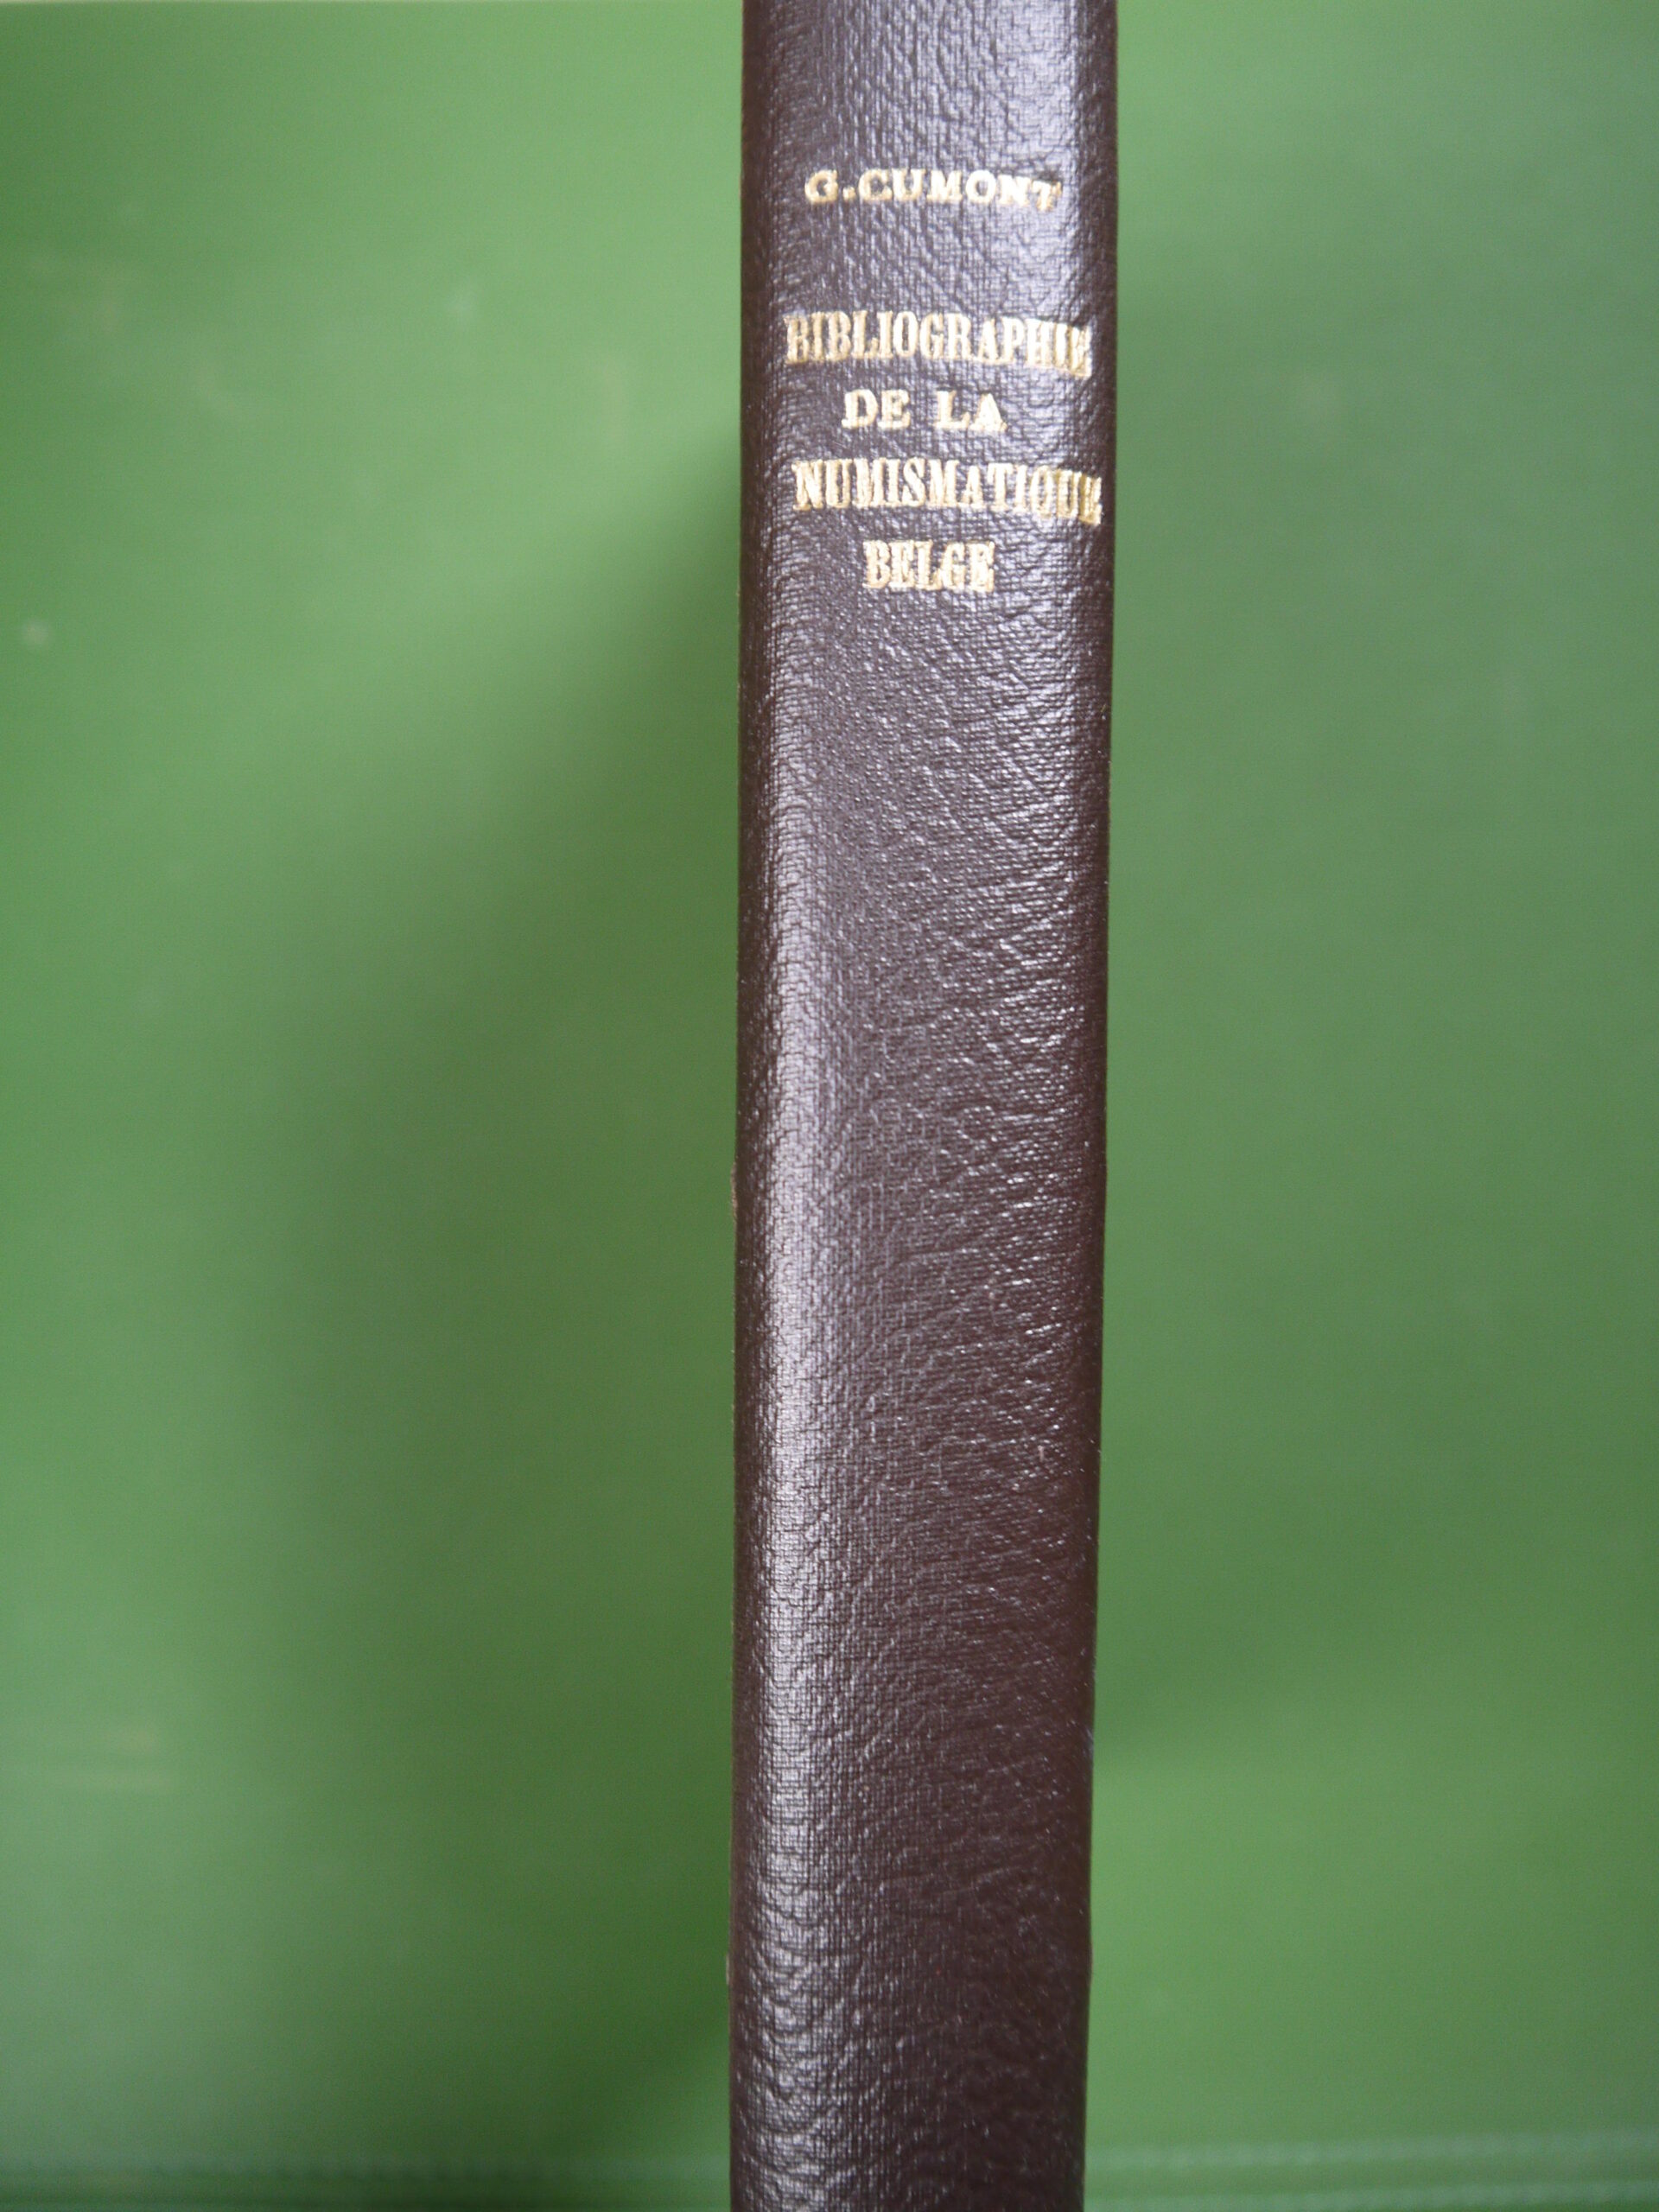 G. CUMONT
BIBLIOGRAPHIE
DE LA
NUMISMATIQUE
BELGE